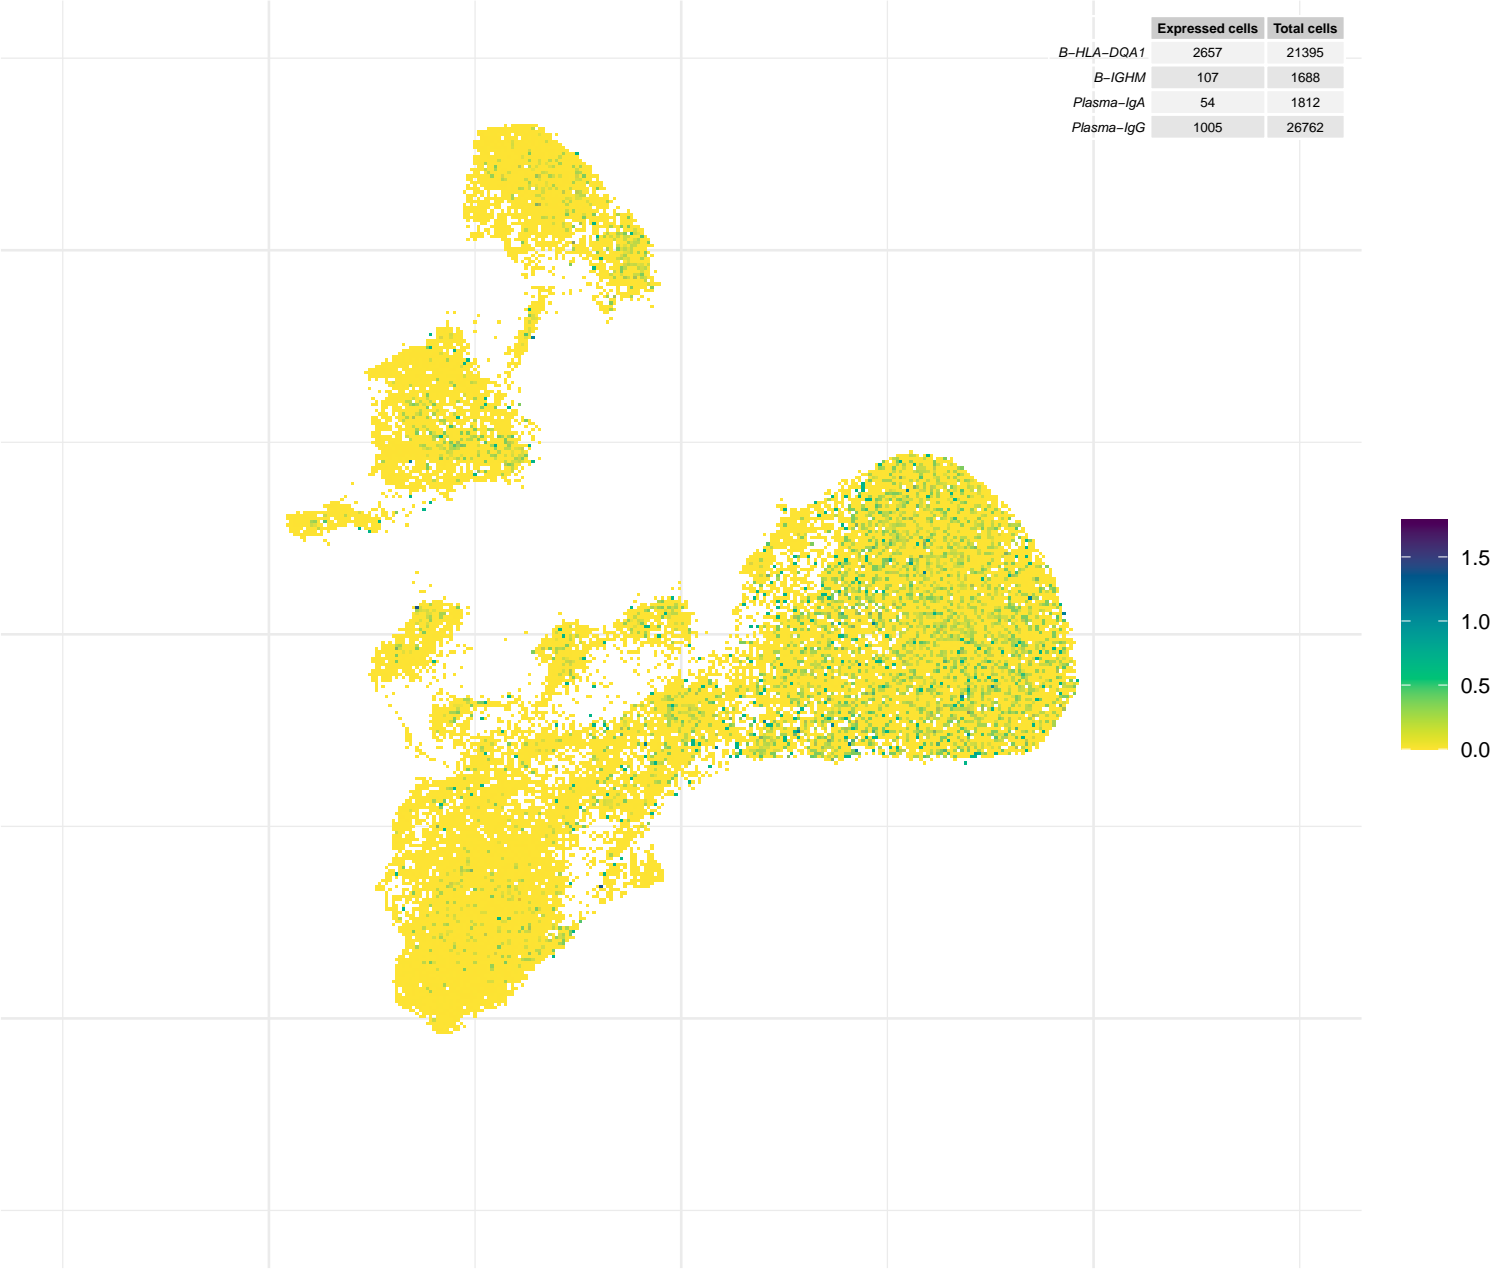 Expressed cells Total cells
B−HLA−DQA1 2657 21395
B−IGHM 107 1688
Plasma−IgA 54 1812
Plasma−IgG 1005 26762
1.5
1.0
0.5
0.0